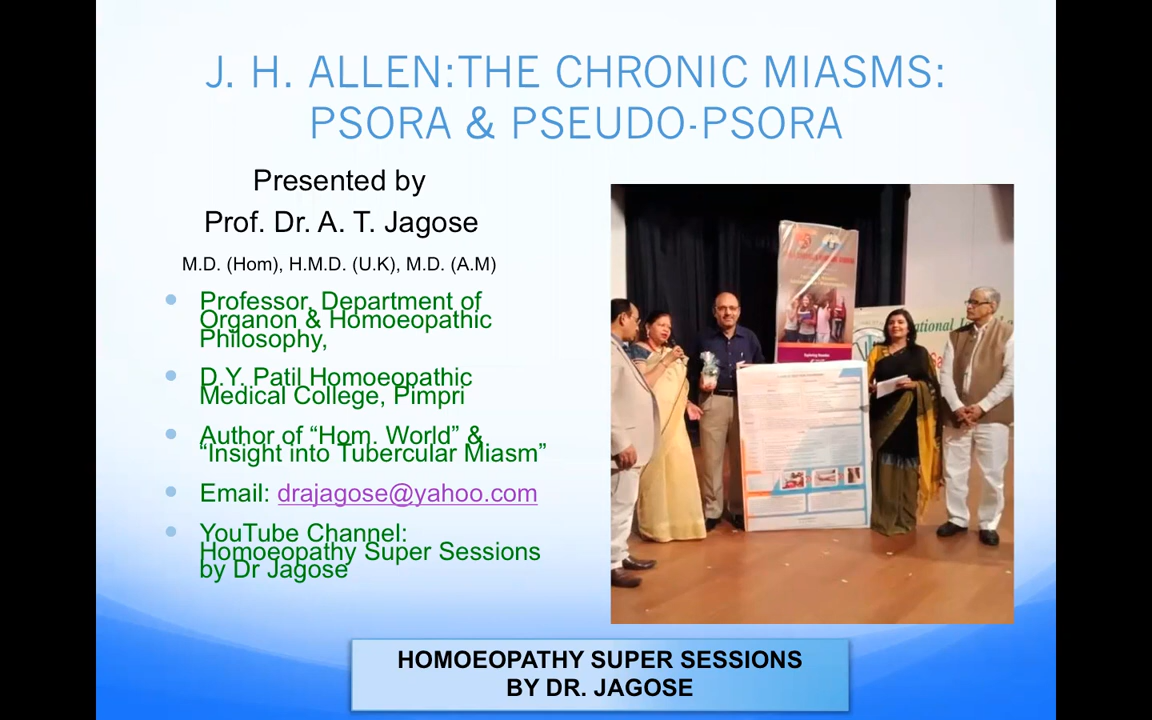 J. H. ALLEN:THE CHRONIC MIASMS:
PSORA & PSEUDO-PSORA
Presented by
Prof. Dr. A. T. Jagose
M.D. (Hom), H.M.D. (U.K), M.D. (A.M)
Professor, Department of
Organon & Homoeopathic
Philosophy,
D.Y. Patil Homoeopathic
Medical College, Pimpri
Author of “Hom. World” &
“Insight into Tubercular Miasm”
Email: drajagose@yahoo.com
YouTube Channel:
Homoeopathy Super Sessions
by Dr Jagose
HOMOEOPATHY SUPER SESSIONS
BY DR. JAGOSE